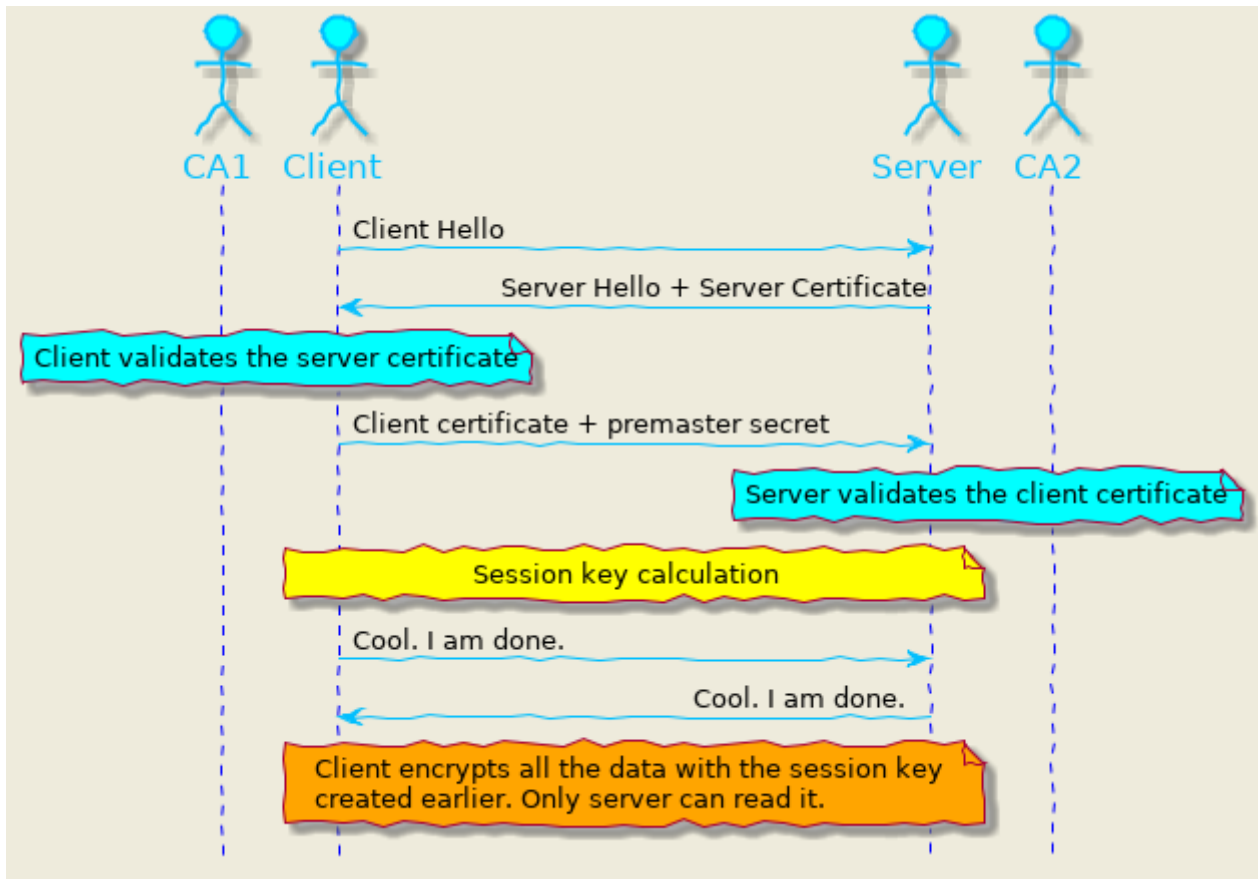 CA1
Client
Server
CA2
Client Hello
Server Hello + Server Certificate
Client validates the server certificate
Client certificate + premaster secret
Server validates the client certificate
Session key calculation
Cool. I am done.
Cool. I am done.
Client encrypts all the data with the session key
created earlier. Only server can read it.